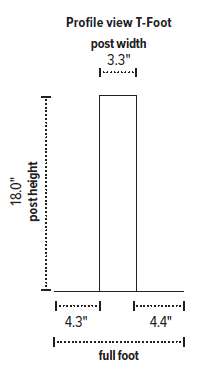 Profile view T-Foot
post width
3.3"
18.0"
post height
4.3"
4.4"
full foot